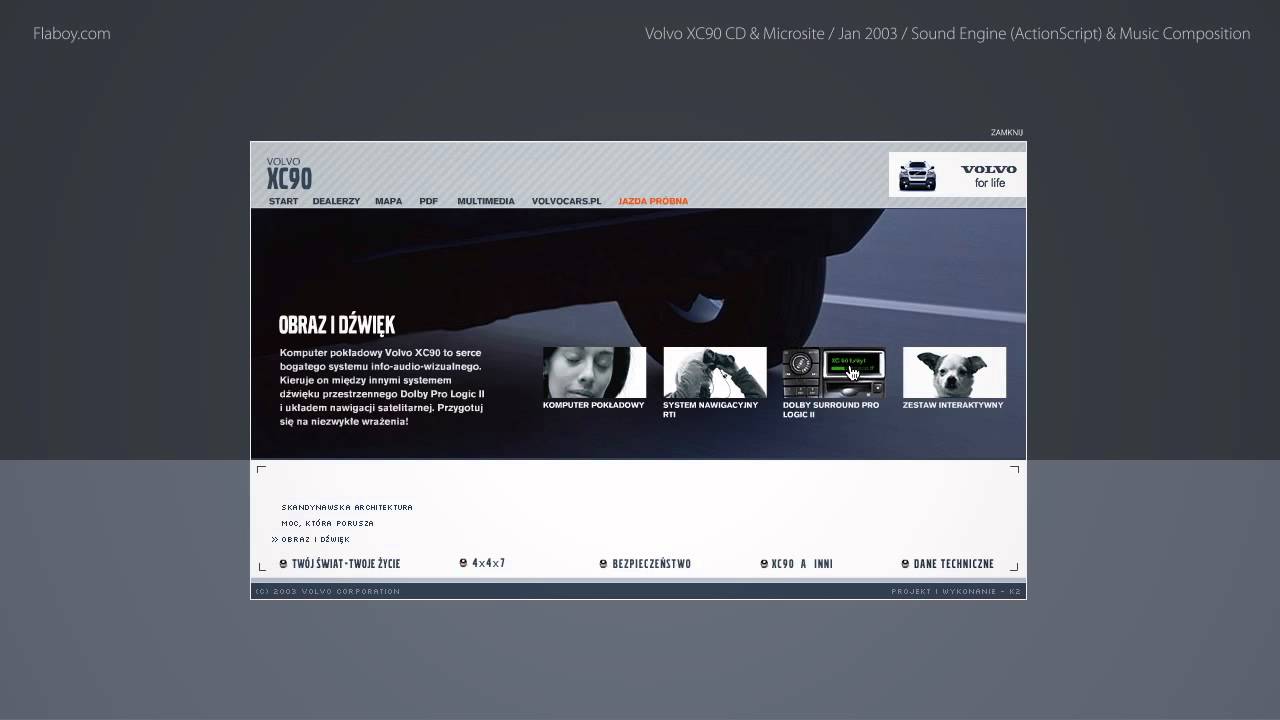 Flaboy.com
Volvo XC90 CD & Microsite / Jan 2003 / Sound Engine (ActionScript) & Music Composition
ZAMKNIJ
VOLVO
XC90
VOLVO
for life
START DEALERZY MAPA PDF MULTIMEDIA VOLVOCARS.PL JAZDA PRÓBNA
OBRAZ I DŹWIĘK
Komputer pokładowy Volvo XC90 to serce
bogatego systemu info-audio-wizualnego.
Kieruje on między innymi systemem
dźwięku przestrzennego Dolby Pro Logic II
i układem nawigacji satelitarnej. Przygotuj
się na niezwykłe wrażenia!
KOMPUTER POKŁADOWY
SYSTEM NAWIGACYJNY
RTI
DOLBY SURROUND PRO
LOGIC II
ZESTAW INTERAKTYWNY
SKANDYNAWSKA ARCHITEKTURA
MOC, KTÓRA PORUSZA
» OBRAZ I DŹWIĘK
TWÓJ ŚWIAT-TWOJE ŻYCIE 4x4x7 BEZPIECZEŃSTWO XC90 A INNI DANE TECHNICZNE
(C) 2003 VOLVO CORPORATION
PROJEKT I WYKONANIE - K2